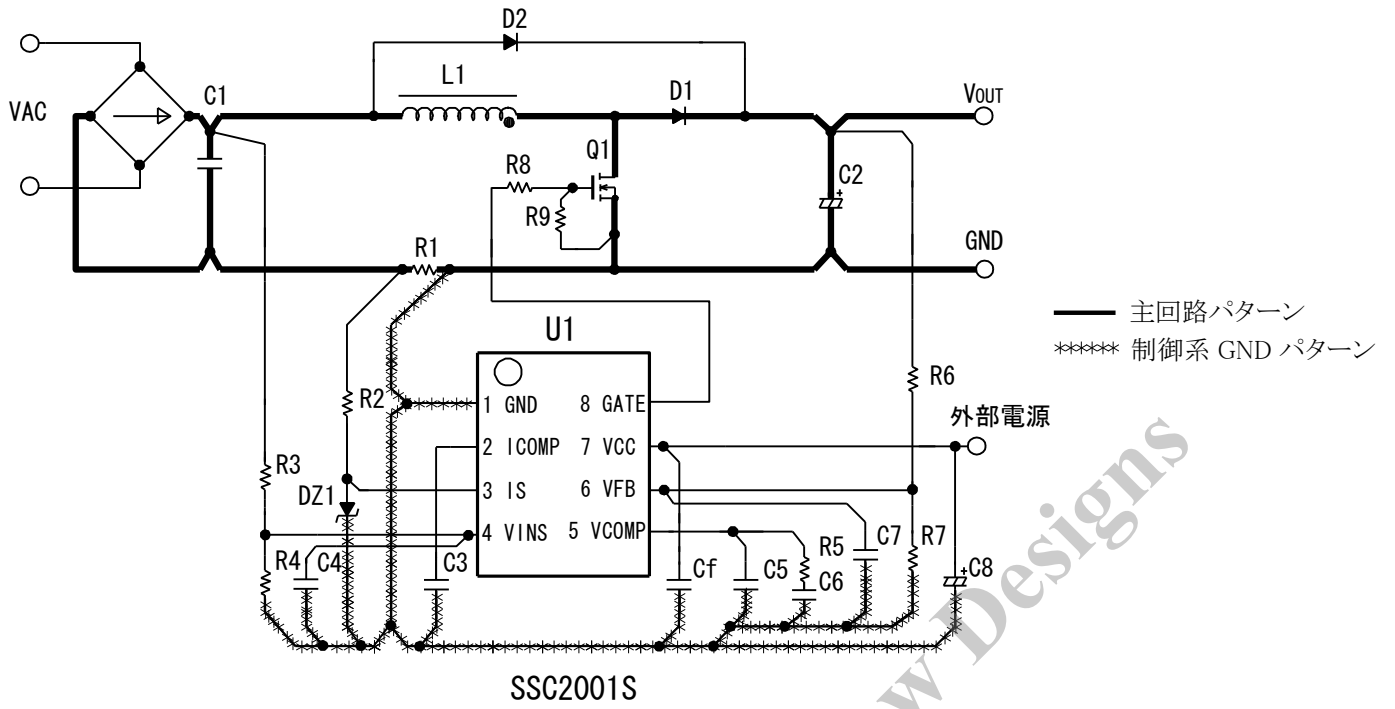 D2
L1
D1
C1
VAC
VOUT
Q1
R8
C2
R9
R1
GND
主回路パターン
制御系 GND パターン
U1
R2
R6
1 GND
8 GATE
外部電源
2 ICOMP
7 VCC
R3
DZ1
3 IS
6 VFB
4 VINS
5 VCOMP
R4
C4
C3
Cf
C5
R5
C6
C7
R7
C8
SSC2001S
w Designs